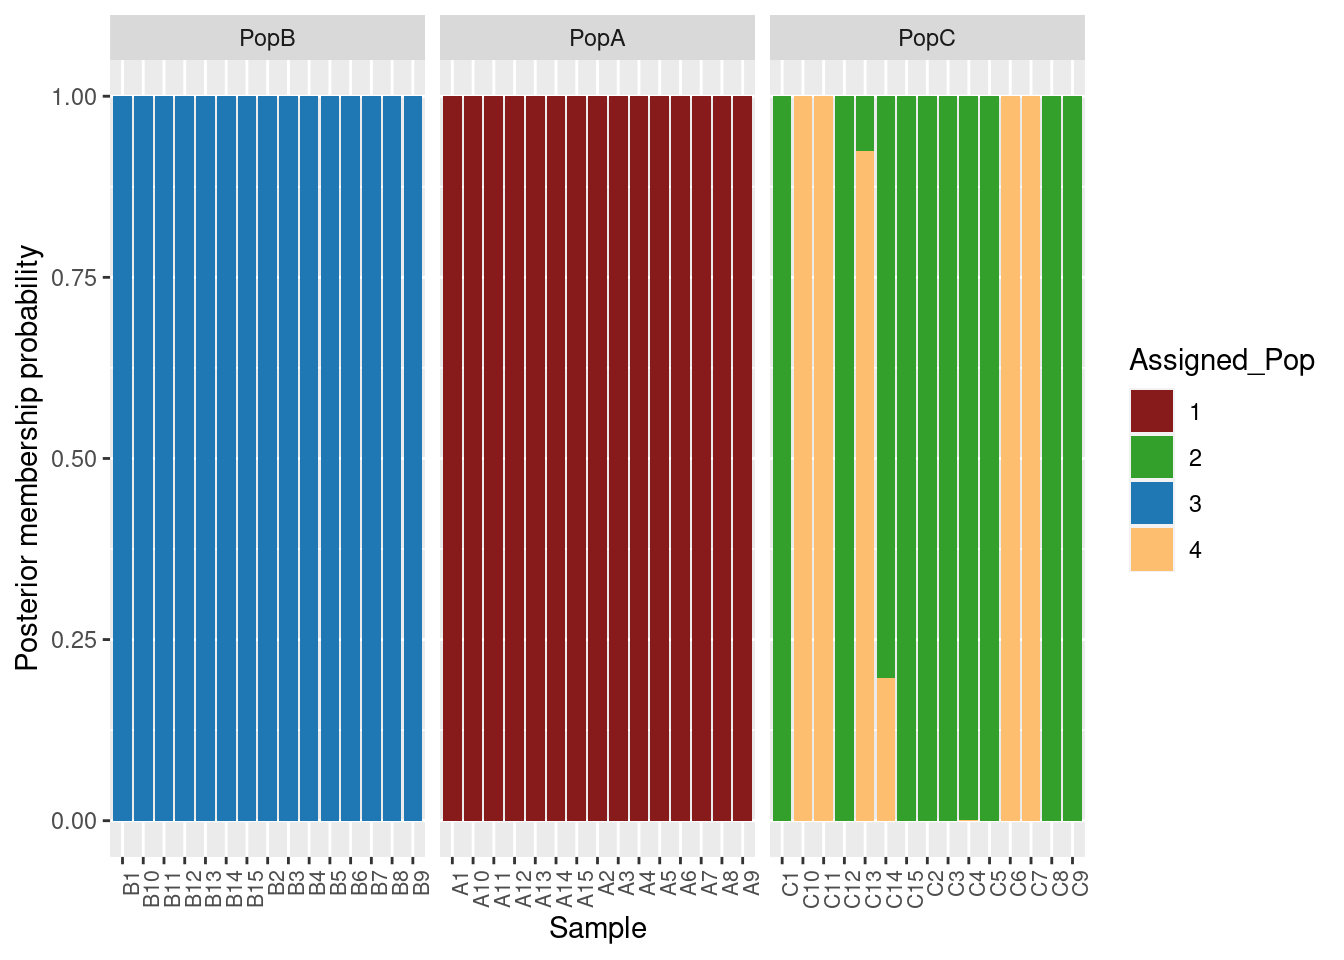 PopB PopA PopC
Posterior membership probability
1.00
0.75
0.50
0.25
0.00
B1 B10 B11 B12 B13 B14 B15 B2 B3 B4 B5 B6 B7 B8 B9
A1 A10 A11 A12 A13 A14 A15 A2 A3 A4 A5 A6 A7 A8 A9
C1 C10 C11 C12 C13 C14 C15 C2 C3 C4 C5 C6 C7 C8 C9
Sample
Assigned_Pop
1
2
3
4